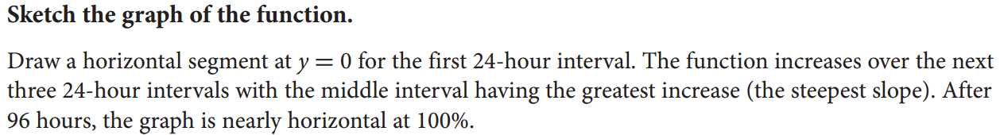 Sketch the graph of the function.
Draw a horizontal segment at y = 0 for the first 24-hour interval. The function increases over the next
three 24-hour intervals with the middle interval having the greatest increase (the steepest slope). After
96 hours, the graph is nearly horizontal at 100%.